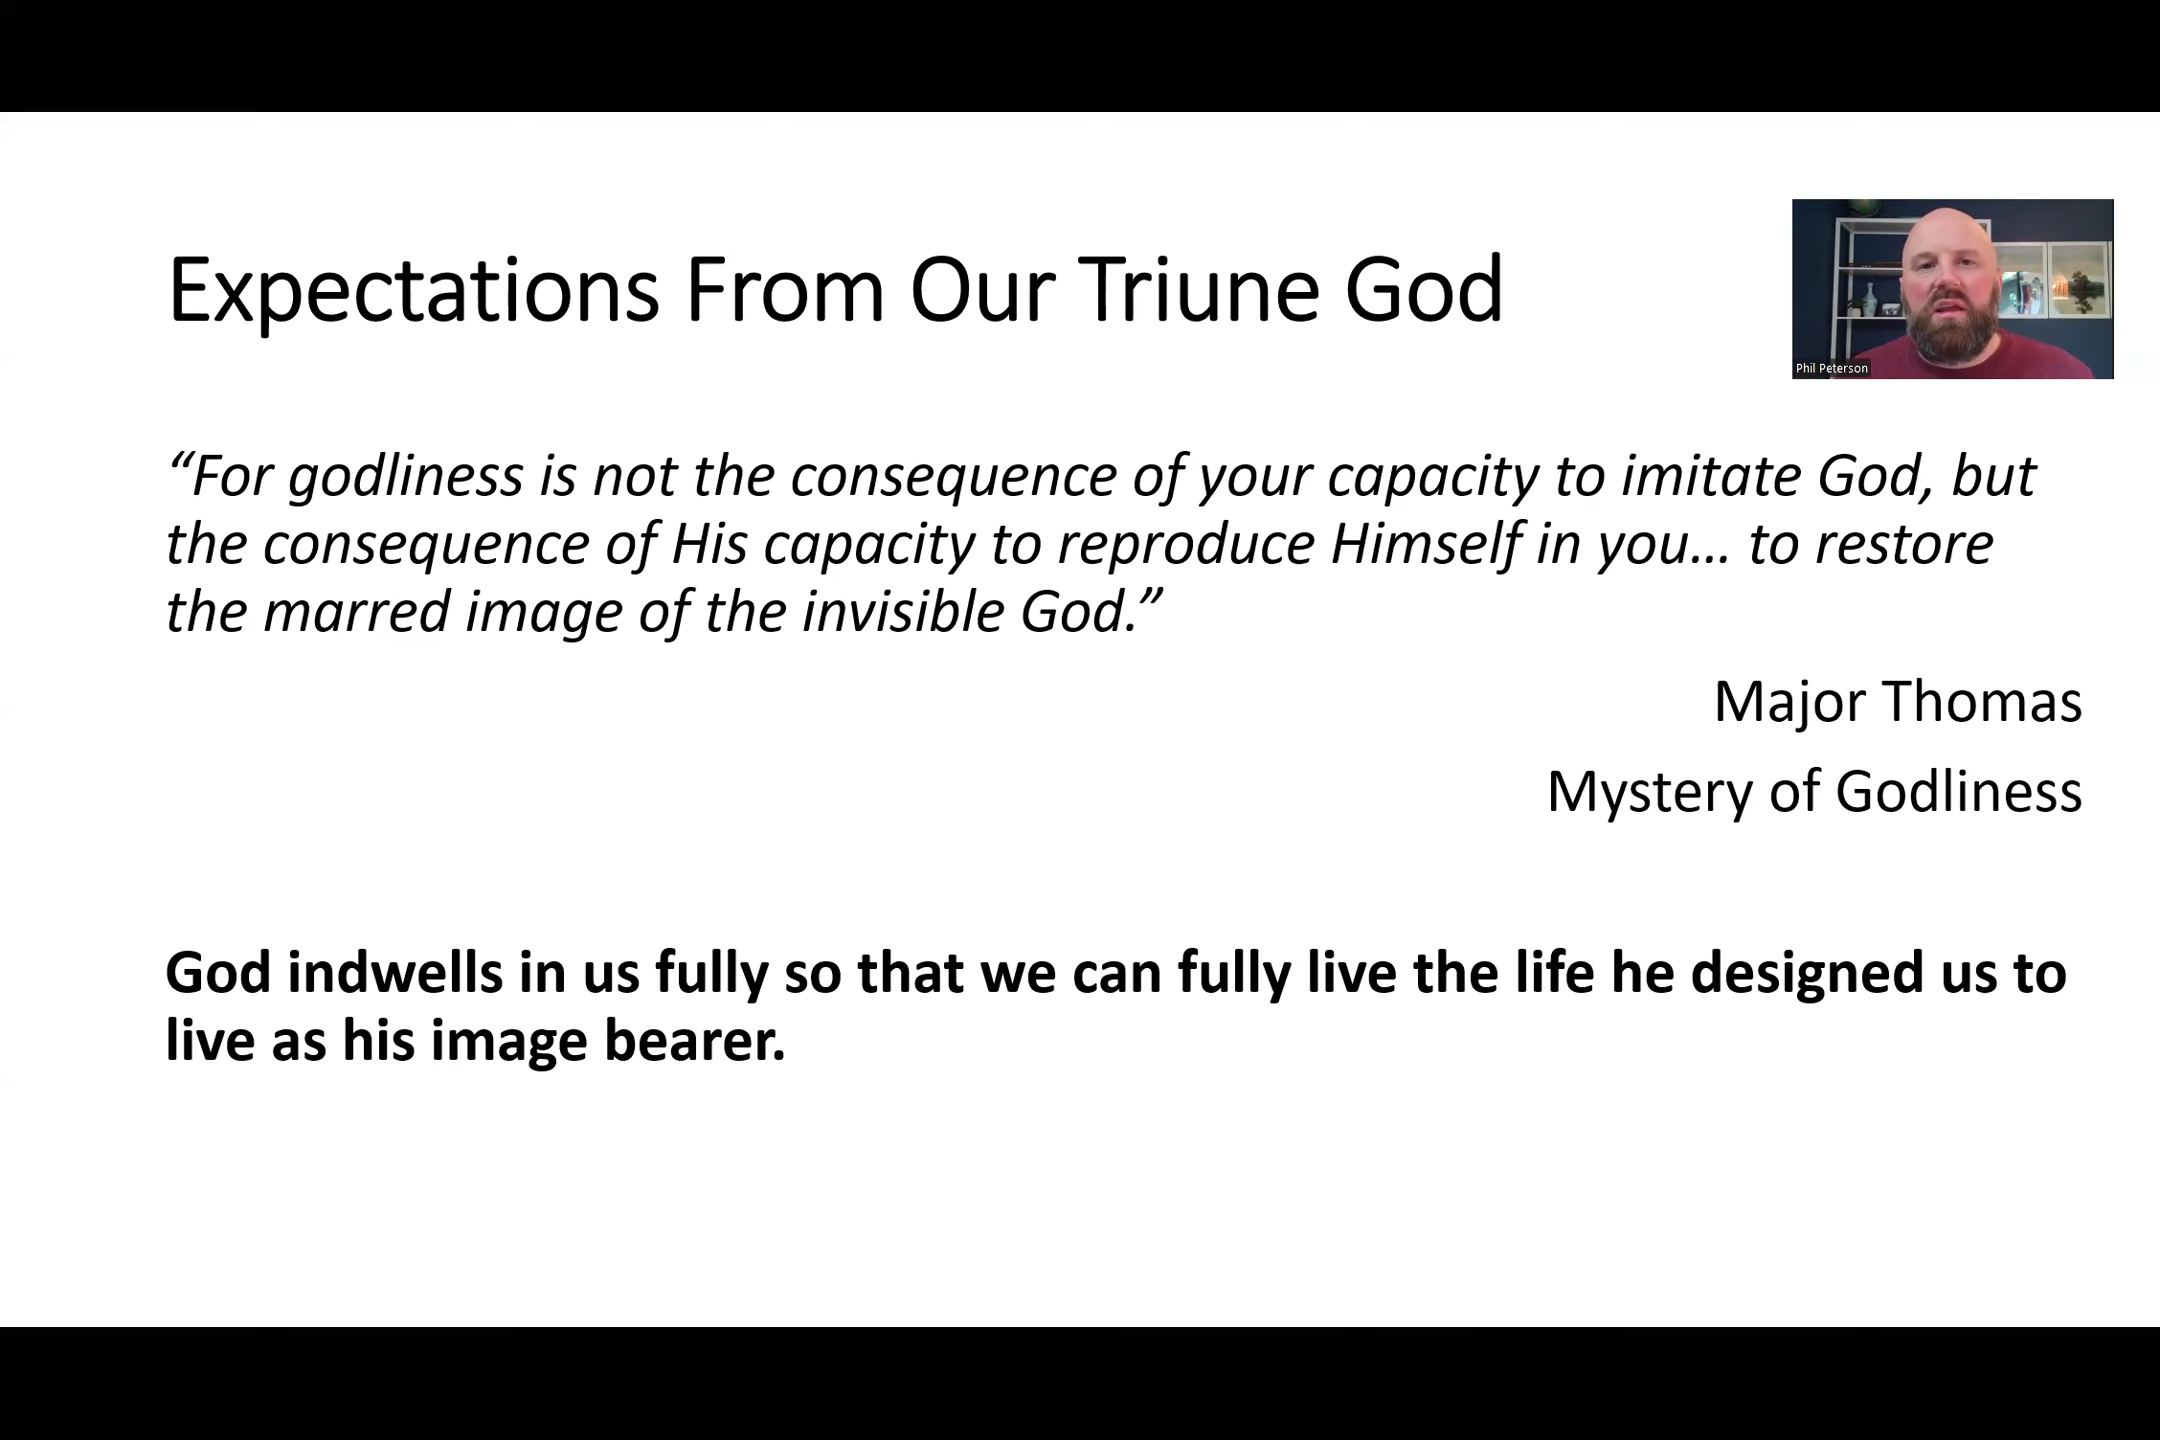 Expectations From Our Triune God
Phil Peterson
“For godliness is not the consequence of your capacity to imitate God, but
the consequence of His capacity to reproduce Himself in you… to restore
the marred image of the invisible God.”
Major Thomas
Mystery of Godliness
God indwells in us fully so that we can fully live the life he designed us to
live as his image bearer.